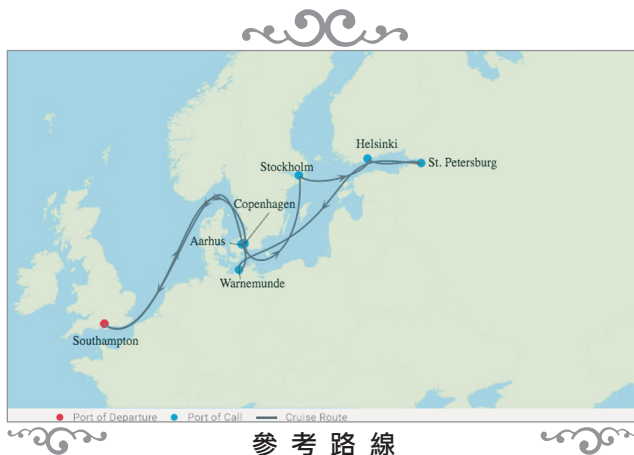 Helsinki
St. Petersburg
Stockholm
Copenhagen
Aarhus
Warnemunde
Southampton
Port of Departure Port of Call Cruise Route
參考路線